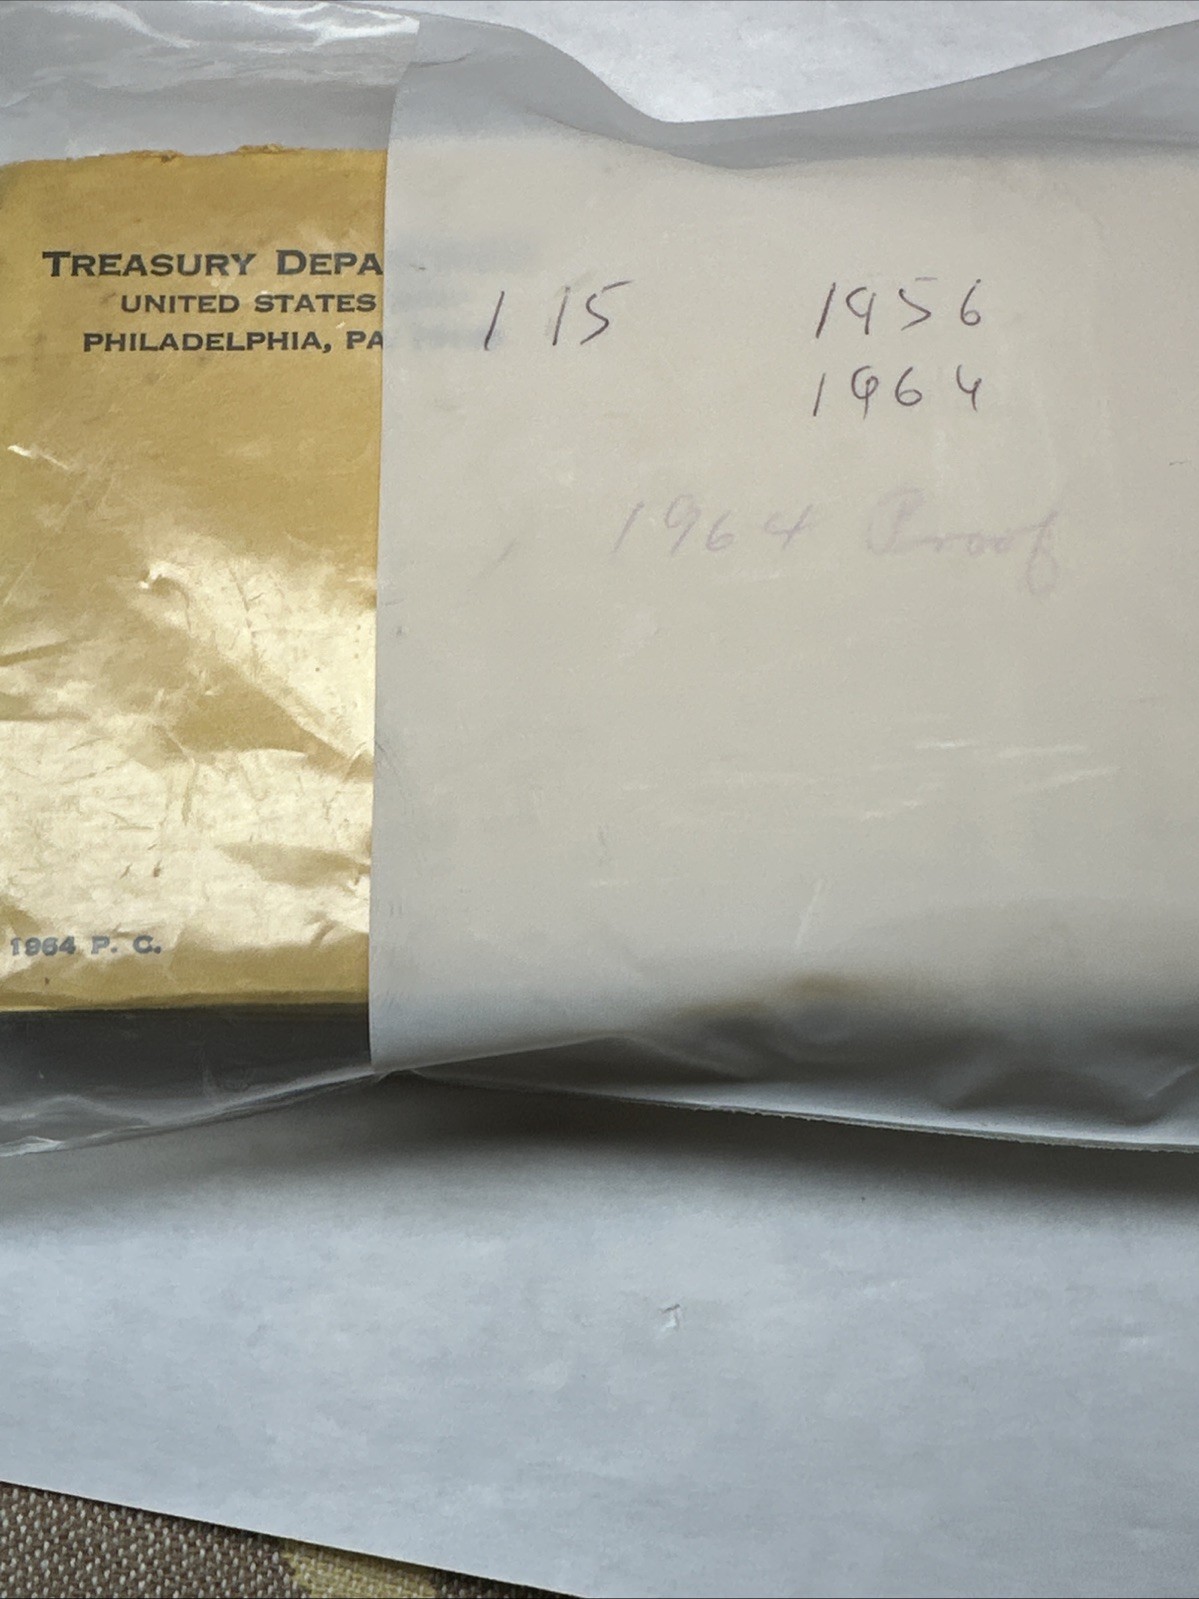 TREASURY DEPA
UNITED STATES
PHILADELPHIA, PA
1 15 1956
1964
1964 Proof
1964 P. C.